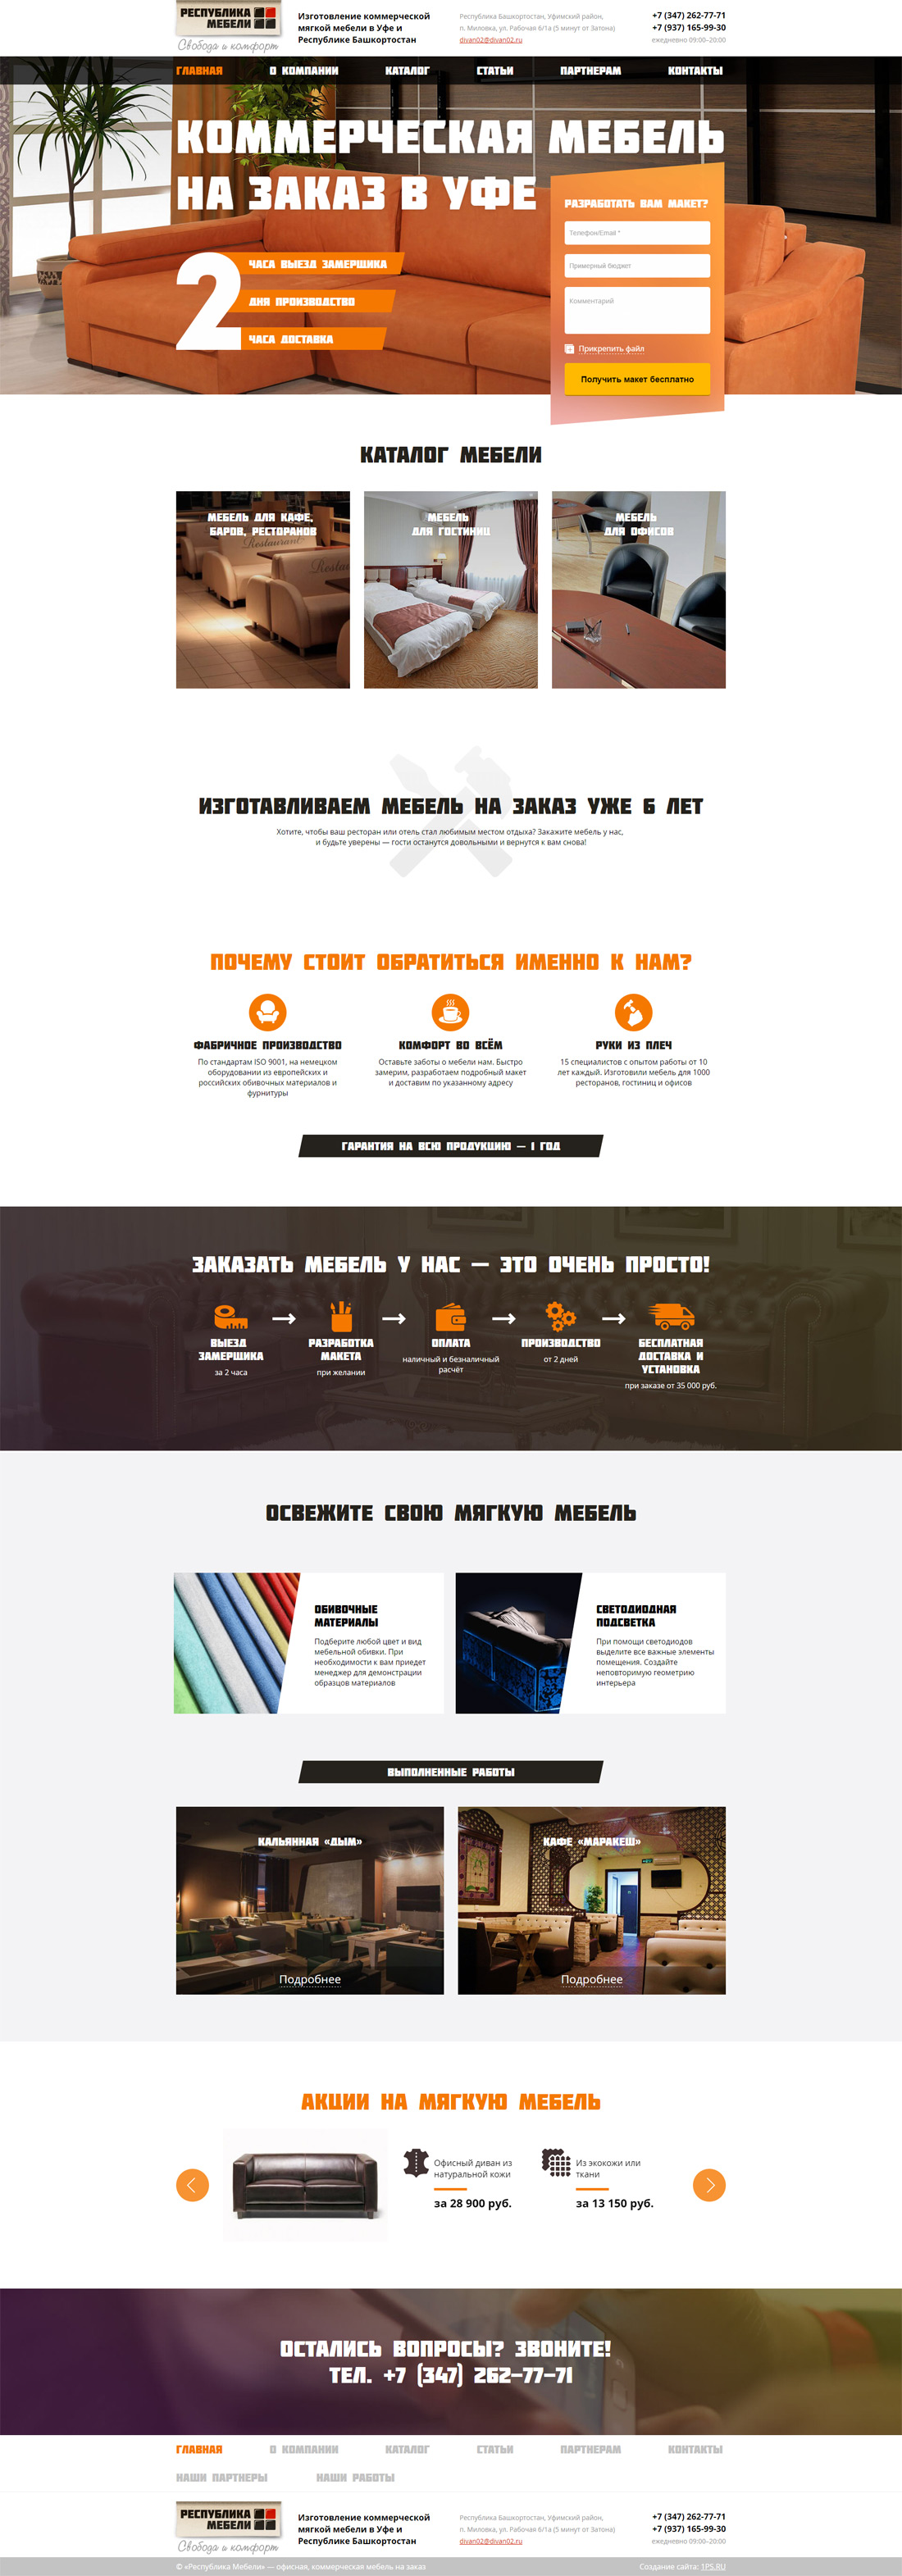 РЕСПУБЛИКА
МЕБЕЛИ
Свобода и комфорт
Изготовление коммерческой
мягкой мебели в Уфе и
Республике Башкортостан
Республика Башкортостан, Уфимский район,
п. Миловка, ул. Рабочая 6/1а (5 минут от Затона)
divan02@divan02.ru
+7 (347) 262-77-71
+7 (937) 165-99-30
ежедневно 09:00–20:00
ГЛАВНАЯ О КОМПАНИИ КАТАЛОГ СТАТЬИ ПАРТНЕРАМ КОНТАКТЫ
КОММЕРЧЕСКАЯ МЕБЕЛЬ
НА ЗАКАЗ В УФЕ
2
ЧАСА ВЫЕЗД ЗАМЕРЩИКА
ДНЯ ПРОИЗВОДСТВО
ЧАСА ДОСТАВКА
РАЗРАБОТАТЬ ВАМ МАКЕТ?
Телефон/Email *
Примерный бюджет
Комментарий
Прикрепить файл
Получить макет бесплатно
КАТАЛОГ МЕБЕЛИ
МЕБЕЛЬ ДЛЯ КАФЕ,
БАРОВ, РЕСТОРАНОВ
Restaurant
МЕБЕЛЬ
ДЛЯ ГОСТИНИЦ
МЕБЕЛЬ
ДЛЯ ОФИСОВ
ИЗГОТАВЛИВАЕМ МЕБЕЛЬ НА ЗАКАЗ УЖЕ 6 ЛЕТ
Хотите, чтобы ваш ресторан или отель стал любимым местом отдыха? Закажите мебель у нас,
и будьте уверены — гости останутся довольными и вернутся к вам снова!
ПОЧЕМУ СТОИТ ОБРАТИТЬСЯ ИМЕННО К НАМ?
ФАБРИЧНОЕ ПРОИЗВОДСТВО
По стандартам ISO 9001, на немецком
оборудовании из европейских и
российских обивочных материалов и
фурнитуры
КОМФОРТ ВО ВСЁМ
Оставьте заботы о мебели нам. Быстро
замерим, разработаем подробный макет
и доставим по указанному адресу
РУКИ ИЗ ПЛЕЧ
15 специалистов с опытом работы от 10
лет каждый. Изготовили мебель для 1000
ресторанов, гостиниц и офисов
ГАРАНТИЯ НА ВСЮ ПРОДУКЦИЮ — 1 ГОД
ЗАКАЗАТЬ МЕБЕЛЬ У НАС — ЭТО ОЧЕНЬ ПРОСТО!
ВЫЕЗД
ЗАМЕРЩИКА
за 2 часа
РАЗРАБОТКА
МАКЕТА
при желании
ОПЛАТА
наличный и безналичный
расчёт
ПРОИЗВОДСТВО
от 2 дней
БЕСПЛАТНАЯ
ДОСТАВКА И
УСТАНОВКА
при заказе от 35 000 руб.
ОСВЕЖИТЕ СВОЮ МЯГКУЮ МЕБЕЛЬ
ОБИВОЧНЫЕ
МАТЕРИАЛЫ
Подберите любой цвет и вид
мебельной обивки. При
необходимости к вам приедет
менеджер для демонстрации
образцов материалов
СВЕТОДИОДНАЯ
ПОДСВЕТКА
При помощи светодиодов
выделите все важные элементы
помещения. Создайте
неповторимую геометрию
интерьера
ВЫПОЛНЕННЫЕ РАБОТЫ
КАЛЬЯННАЯ «ДЫМ»
Подробнее
КАФЕ «МАРАКЕШ»
Подробнее
АКЦИИ НА МЯГКУЮ МЕБЕЛЬ
Офисный диван из
натуральной кожи
за 28 900 руб.
Из экокожи или
ткани
за 13 150 руб.
ОСТАЛИСЬ ВОПРОСЫ? ЗВОНИТЕ!
ТЕЛ. +7 (347) 262-77-71
ГЛАВНАЯ О КОМПАНИИ КАТАЛОГ СТАТЬИ ПАРТНЕРАМ КОНТАКТЫ
НАШИ ПАРТНЕРЫ НАШИ РАБОТЫ
РЕСПУБЛИКА
МЕБЕЛИ
Свобода и комфорт
Изготовление коммерческой
мягкой мебели в Уфе и
Республике Башкортостан
Республика Башкортостан, Уфимский район,
п. Миловка, ул. Рабочая 6/1а (5 минут от Затона)
divan02@divan02.ru
+7 (347) 262-77-71
+7 (937) 165-99-30
ежедневно 09:00–20:00
© «Республика Мебели» — офисная, коммерческая мебель на заказ
Создание сайта: 1PS.RU